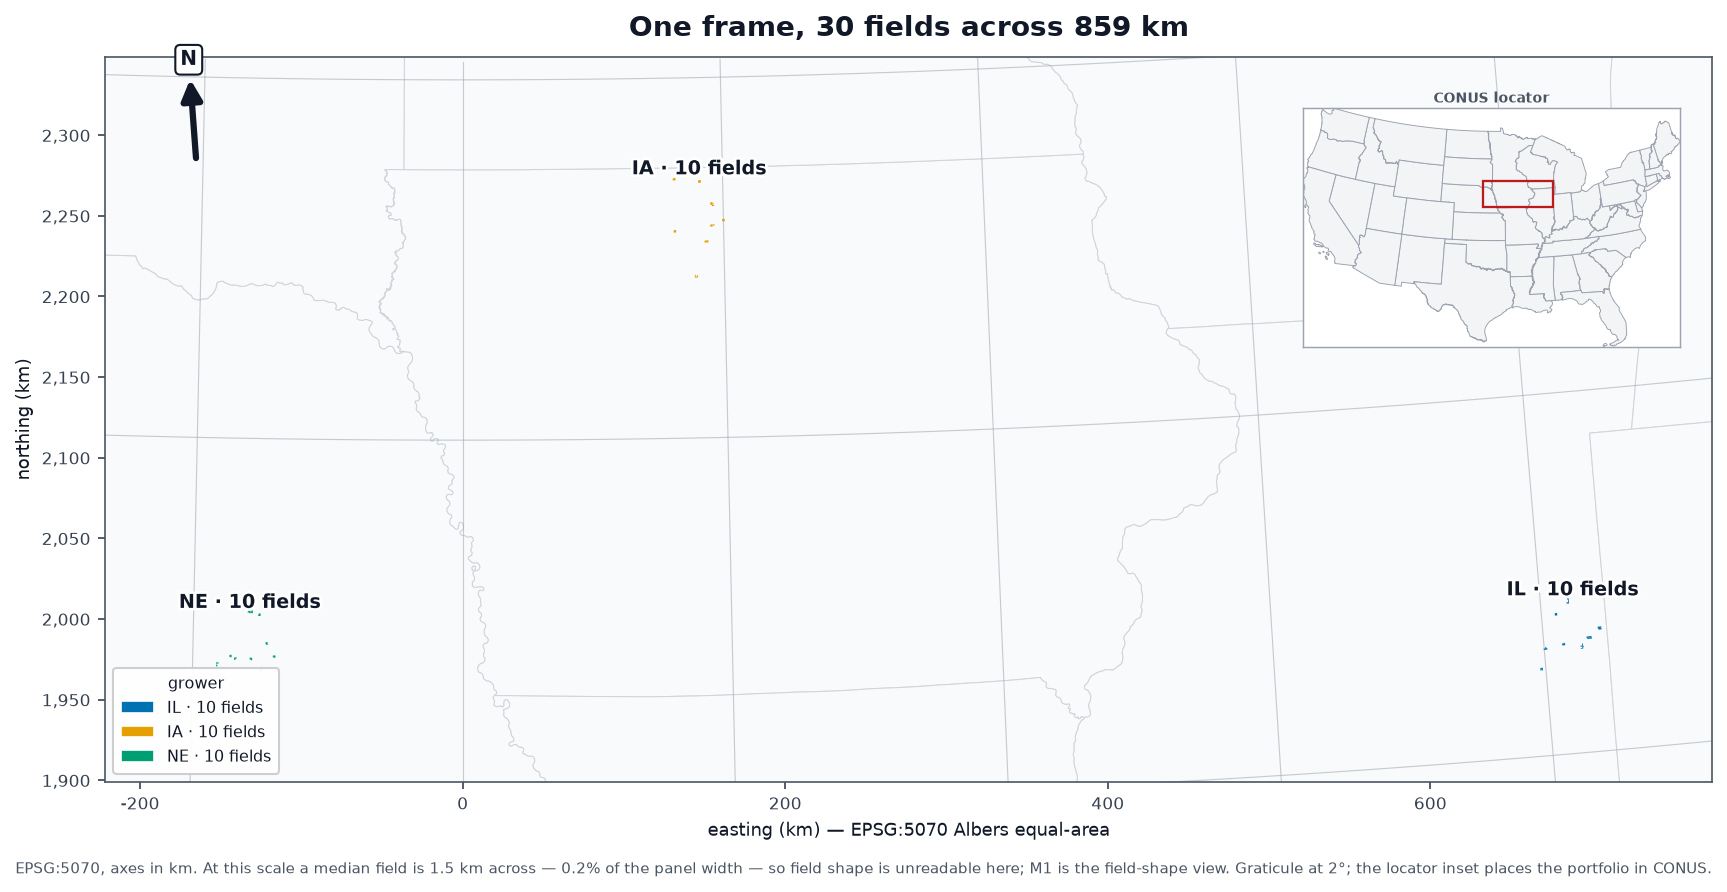 One frame, 30 fields across 859 km
N
CONUS locator
IA · 10 fields
NE · 10 fields
IL · 10 fields
northing (km)
2,300
2,250
2,200
2,150
2,100
2,050
2,000
1,950
1,900
grower
IL · 10 fields
IA · 10 fields
NE · 10 fields
-200
0
200
400
600
easting (km) — EPSG:5070 Albers equal-area
EPSG:5070, axes in km. At this scale a median field is 1.5 km across — 0.2% of the panel width — so field shape is unreadable here; M1 is the field-shape view. Graticule at 2°; the locator inset places the portfolio in CONUS.